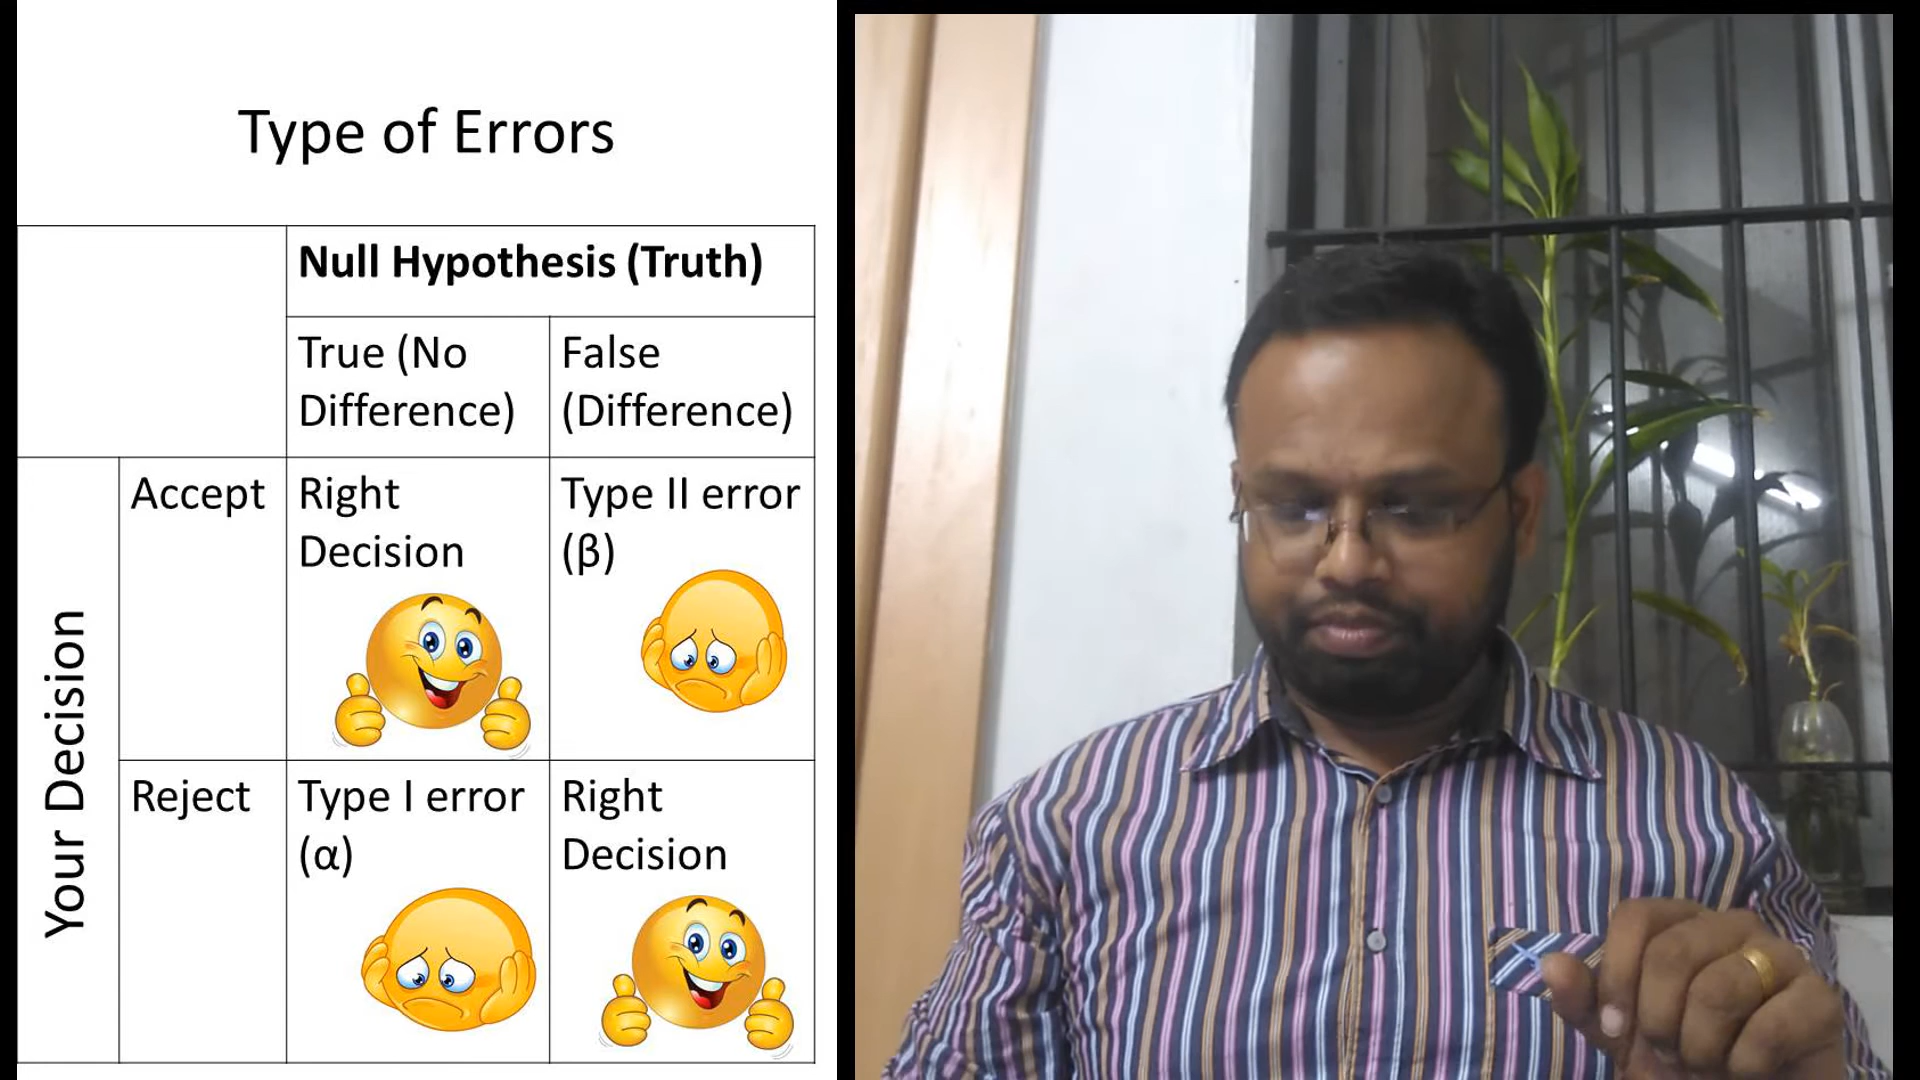 Type of Errors
Null Hypothesis (Truth)
True (No
Difference)
False
(Difference)
Your Decision
Accept
Right
Decision
Type II error
(β)
Reject
Type I error
(α)
Right
Decision